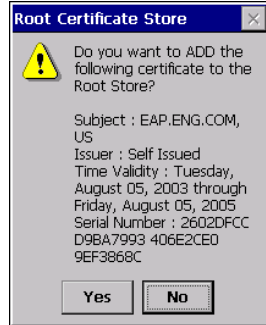 Root Certificate Store
Do you want to ADD the
following certificate to the
Root Store?
Subject : EAP.ENG.COM,
US
Issuer : Self Issued
Time Validity : Tuesday,
August 05, 2003 through
Friday, August 05, 2005
Serial Number : 2602DFCC
D9BA7993 406E2CE0
9EF3868C
Yes No